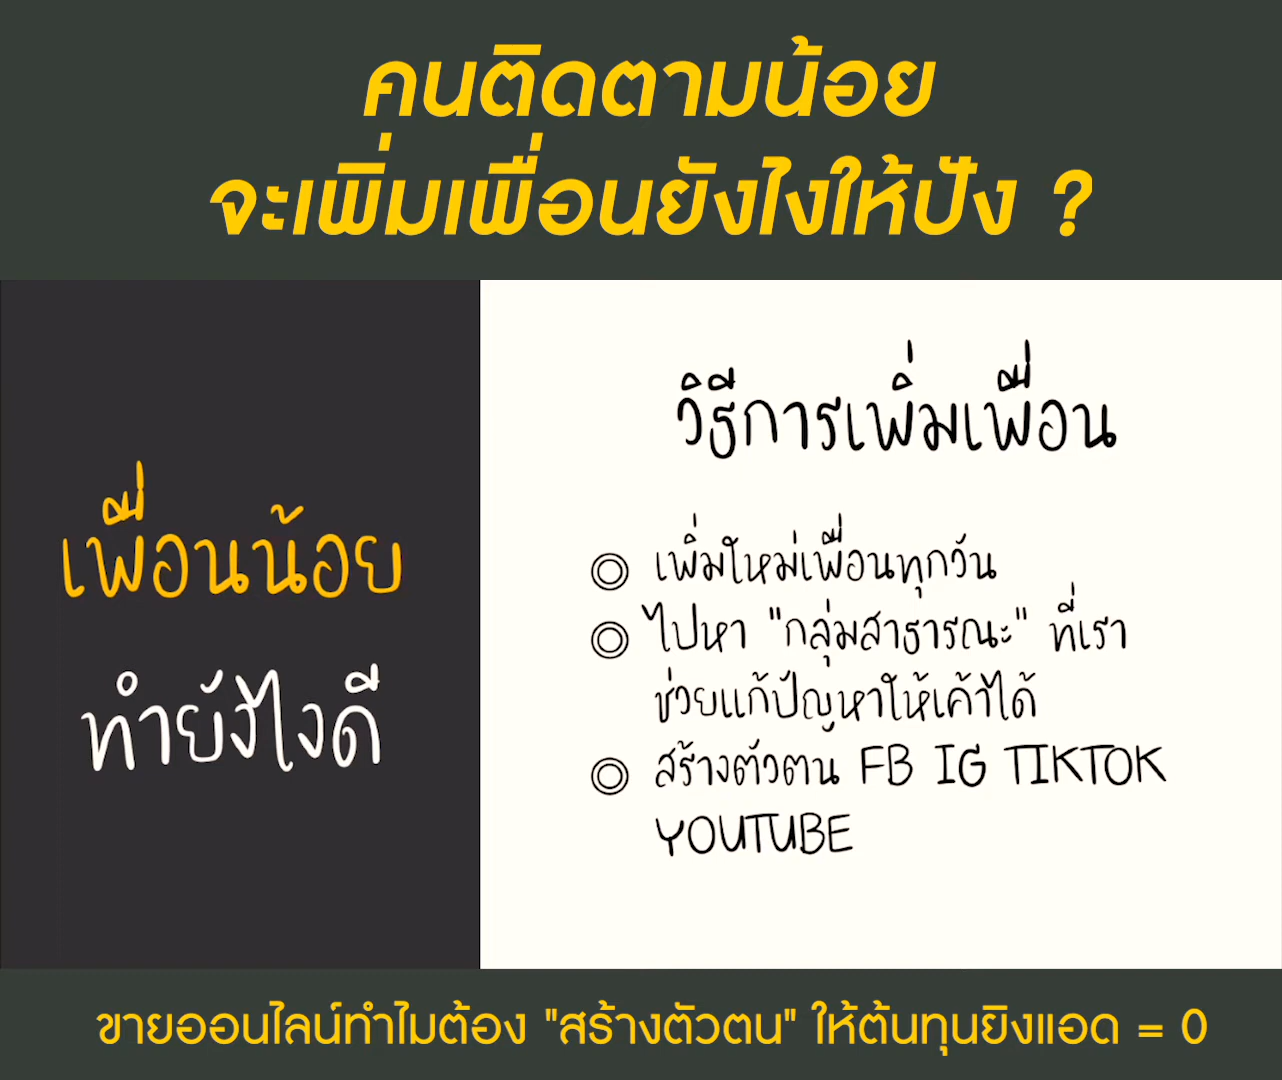 คนติดตามน้อย
จะเพิ่มเพื่อนยังไงให้ปัง ?
เพื่อนน้อย
ทำยังไงดี
วิธีการเพิ่มเพื่อน
เพิ่มใหม่เพื่อนทุกวัน
ไปหา "กลุ่มสาธารณะ" ที่เรา
ช่วยแก้ปัญหาให้เค้าได้
สร้างตัวตน FB IG TIKTOK
YOUTUBE
ขายออนไลน์ทำไมต้อง "สร้างตัวตน" ให้ต้นทุนยิงแอด = 0